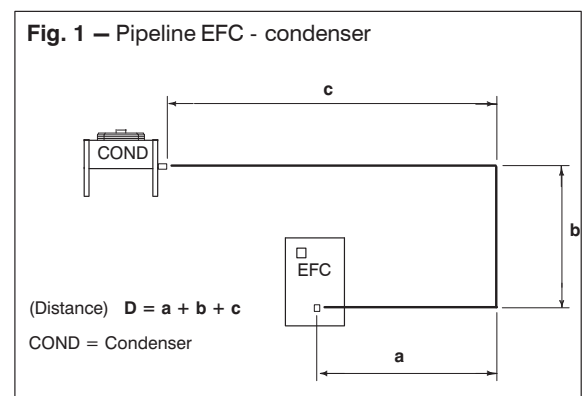 Fig. 1 – Pipeline EFC - condenser
c
COND
b
EFC
(Distance) D = a + b + c
COND = Condenser
a